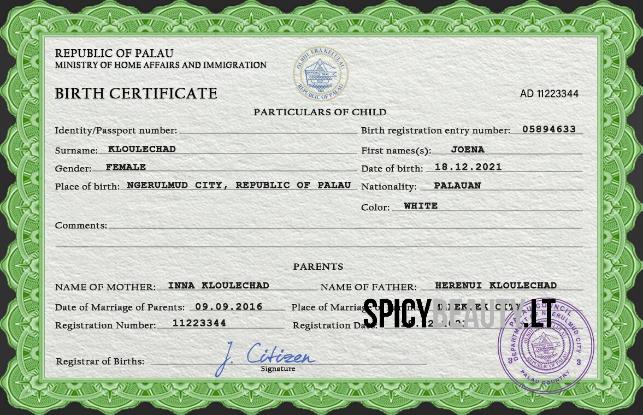 REPUBLIC OF PALAU
MINISTRY OF HOME AFFAIRS AND IMMIGRATION
BIRTH CERTIFICATE
AD 11223344
PARTICULARS OF CHILD
Identity/Passport number: Birth registration entry number: 05894633
Surname: KLOULECHAD First names(s): JOENA
Gender: FEMALE Date of birth: 18.12.2021
Place of birth: NGERULMUD CITY, REPUBLIC OF PALAU Nationality: PALAUAN
Color: WHITE
Comments:
PARENTS
NAME OF MOTHER: INNA KLOULECHAD NAME OF FATHER: HERENUI KLOULECHAD
Date of Marriage of Parents: 09.09.2016 Place of Marriage
SPICYBEAUTY.LT
Registration Number: 11223344 Registration Date:
Registrar of Births: J. Citizen
Signature